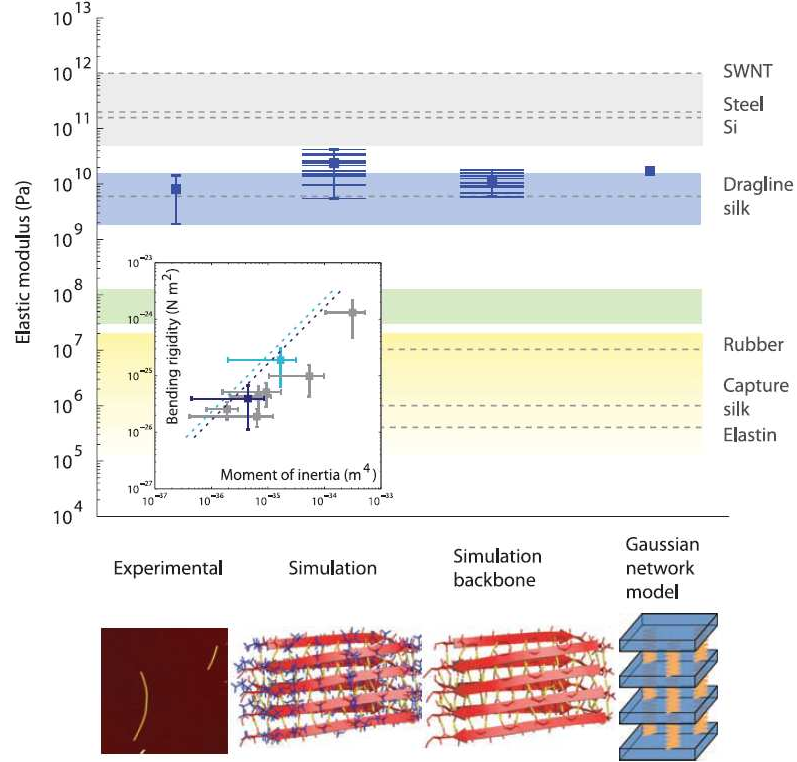 10^13
10^12
10^11
10^10
10^9
10^8
10^7
10^6
10^5
10^4
Elastic modulus (Pa)
SWNT
Steel
Si
Dragline
silk
Rubber
Capture
silk
Elastin
10^−23
10^−24
10^−25
10^−26
10^−27
Bending rigidity (N m^2)
Moment of inertia (m^4)
10^−37
10^−36
10^−35
10^−34
10^−33
Experimental
Simulation
Simulation
backbone
Gaussian
network
model